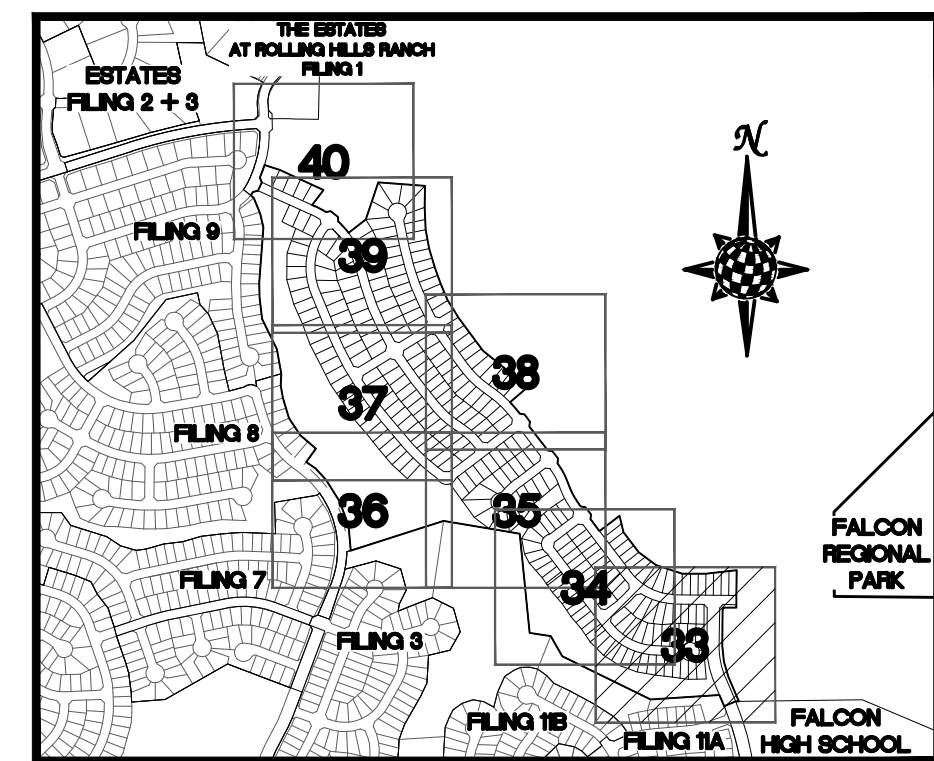 THE ESTATES
AT ROLLING HILLS RANCH
FILING 1
ESTATES
FILING 2 + 3
N
40
FILING 9
39
38
37
FILING 8
36
35
FALCON
REGIONAL
PARK
FILING 7
34
FILING 3
33
FILING 11B
FILING 11A
FALCON
HIGH SCHOOL